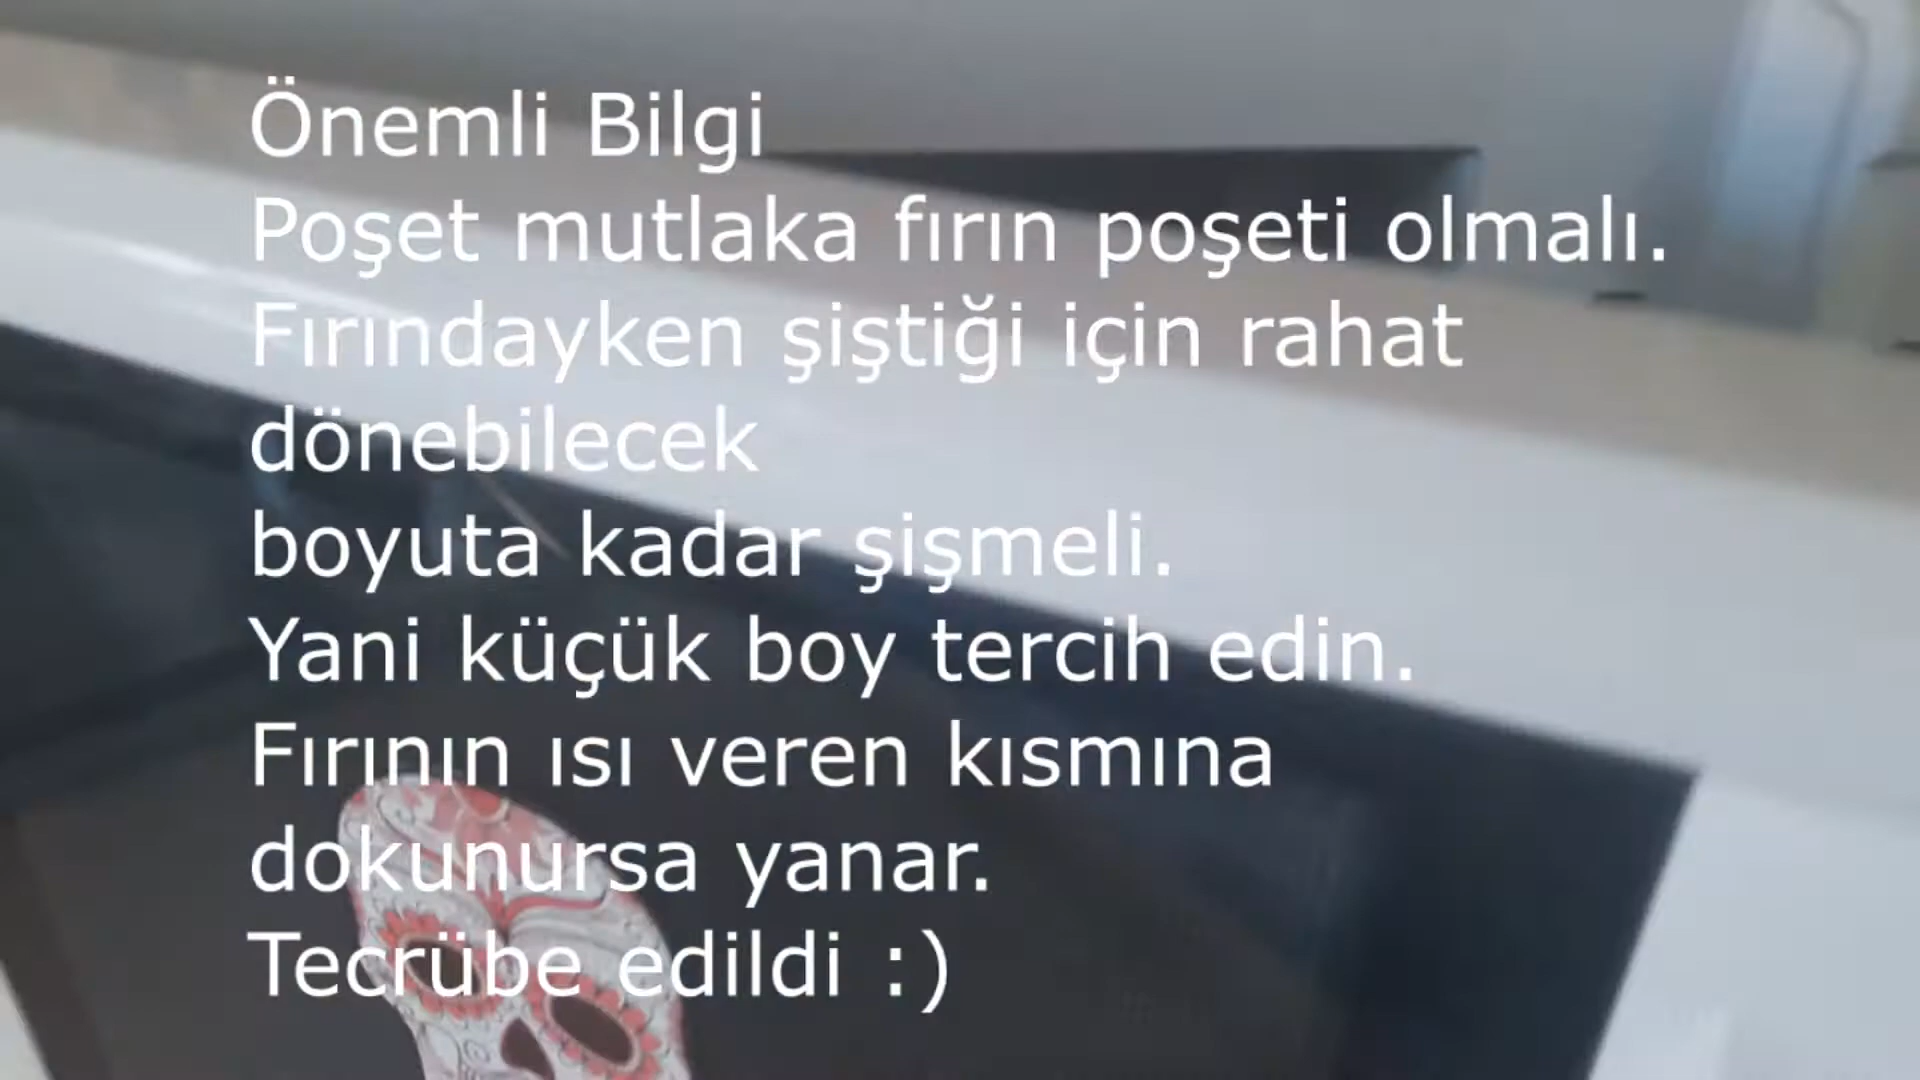 Önemli Bilgi
Poşet mutlaka fırın poşeti olmalı.
Fırındayken şiştiği için rahat
dönebilecek
boyuta kadar şişmeli.
Yani küçük boy tercih edin.
Fırının ısı veren kısmına
dokunursa yanar.
Tecrübe edildi :)